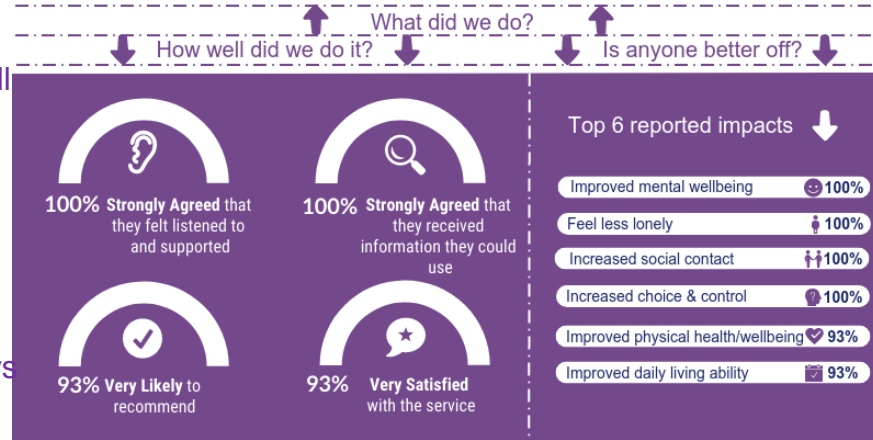 What did we do?
How well did we do it?
Is anyone better off?
ll
100% Strongly Agreed that
they felt listened to
and supported
100% Strongly Agreed that
they received
information they could
use
ys
93% Very Likely to
recommend
93% Very Satisfied
with the service
Top 6 reported impacts
Improved mental wellbeing 100%
Feel less lonely 100%
Increased social contact 100%
Increased choice & control 100%
Improved physical health/wellbeing 93%
Improved daily living ability 93%